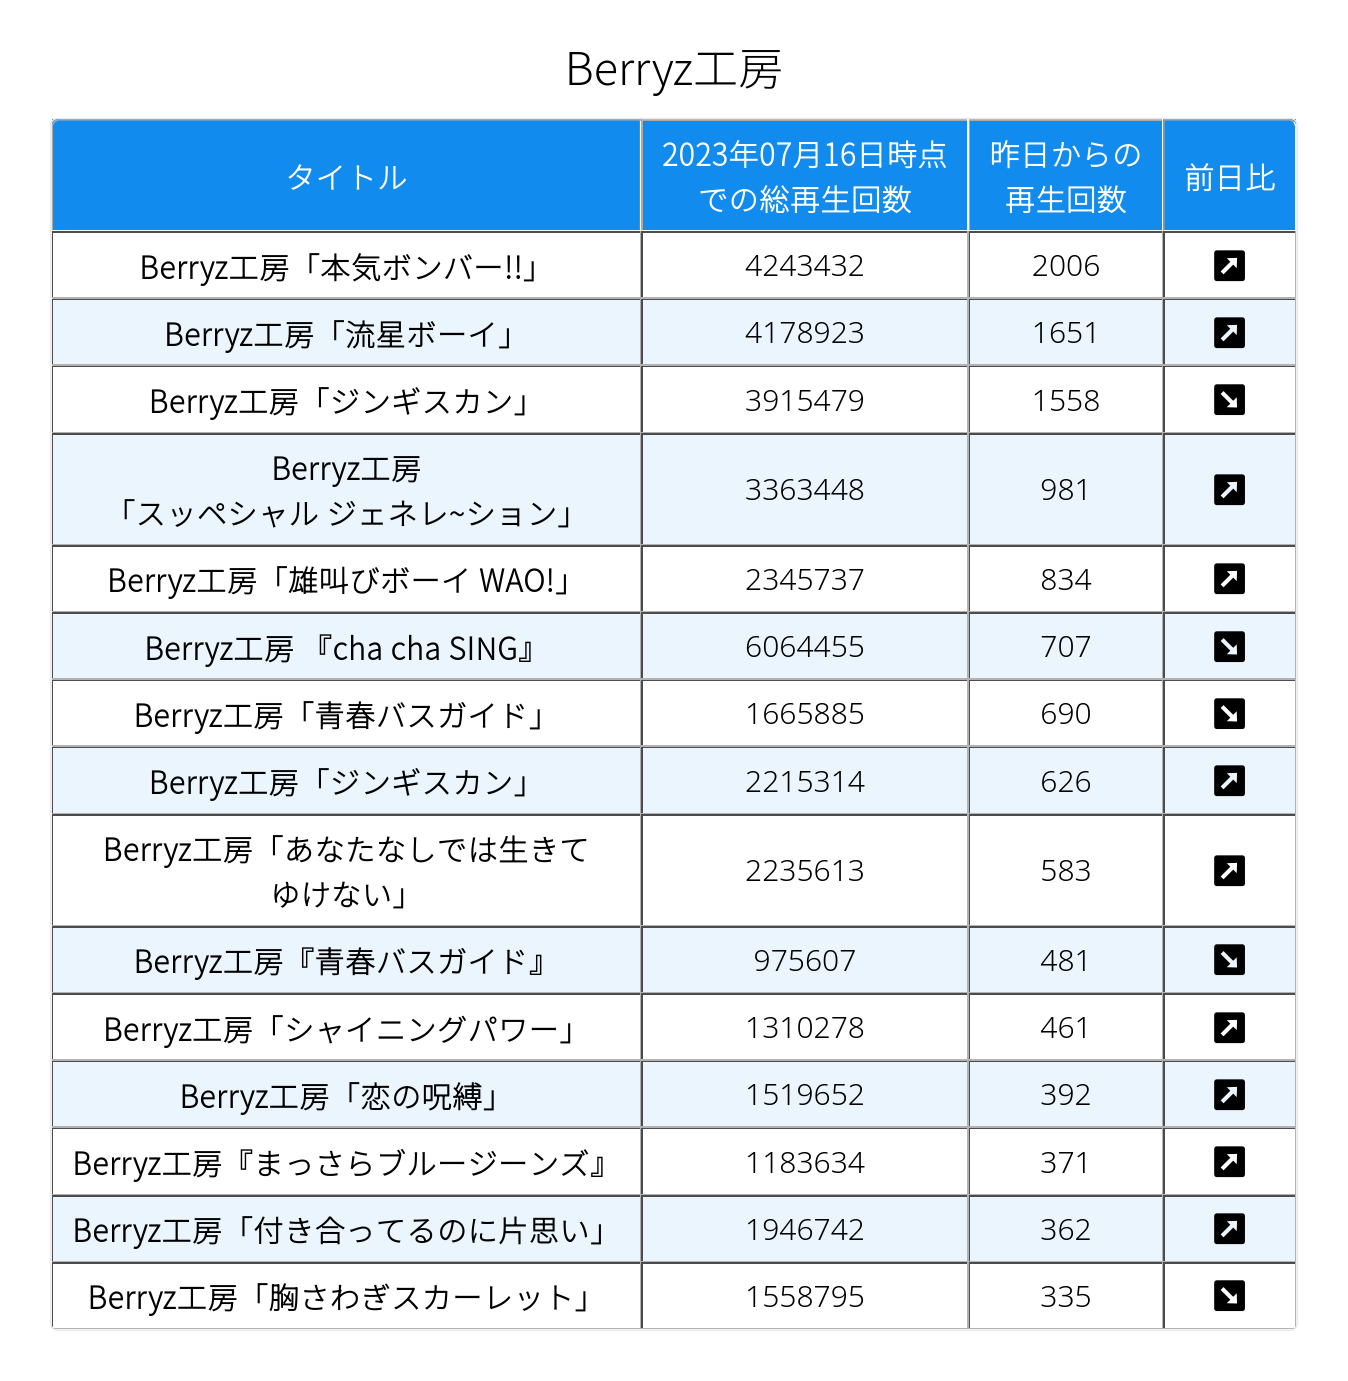 Berryz工房
タイトル
2023年07月16日時点
での総再生回数
昨日からの
再生回数
前日比
Berryz工房「本気ボンバー!!」 4243432 2006 ↗
Berryz工房「流星ボーイ」 4178923 1651 ↗
Berryz工房「ジンギスカン」 3915479 1558 ↘
Berryz工房
「スッペシャル ジェネレ~ション」 3363448 981 ↗
Berryz工房「雄叫びボーイ WAO!」 2345737 834 ↗
Berryz工房 『cha cha SING』 6064455 707 ↘
Berryz工房「青春バスガイド」 1665885 690 ↘
Berryz工房「ジンギスカン」 2215314 626 ↗
Berryz工房「あなたなしでは生きて
ゆけない」 2235613 583 ↗
Berryz工房『青春バスガイド』 975607 481 ↘
Berryz工房「シャイニングパワー」 1310278 461 ↗
Berryz工房「恋の呪縛」 1519652 392 ↗
Berryz工房『まっさらブルージーンズ』 1183634 371 ↗
Berryz工房「付き合ってるのに片思い」 1946742 362 ↗
Berryz工房「胸さわぎスカーレット」 1558795 335 ↘